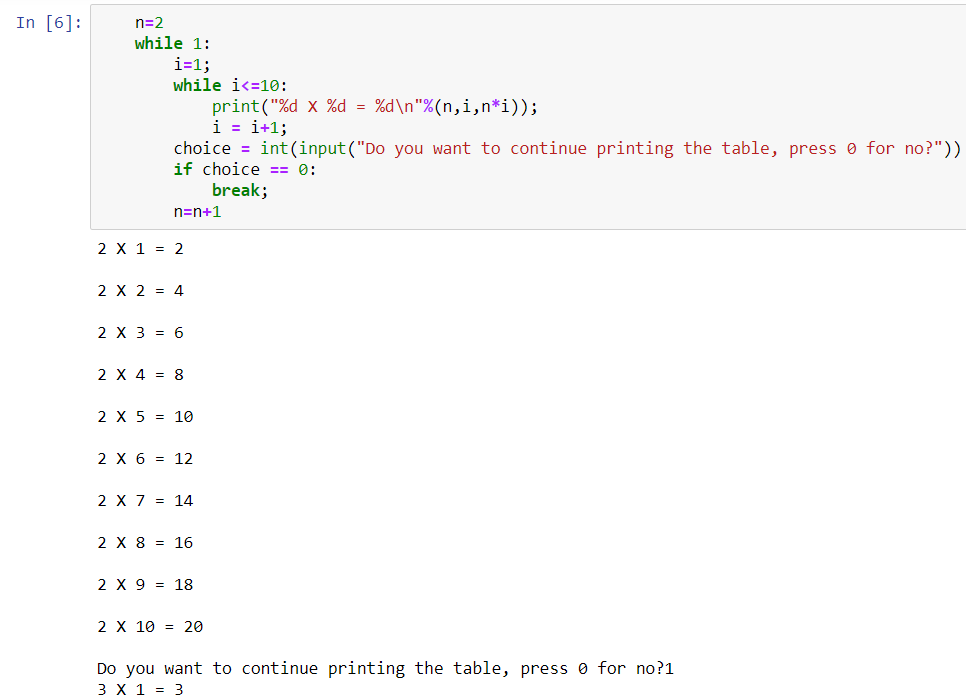 In [6]:
n=2
while 1:
    i=1;
    while i<=10:
        print("%d X %d = %d\n"%(n,i,n*i));
        i = i+1;
    choice = int(input("Do you want to continue printing the table, press 0 for no?"))
    if choice == 0:
        break;
    n=n+1
2 X 1 = 2
2 X 2 = 4
2 X 3 = 6
2 X 4 = 8
2 X 5 = 10
2 X 6 = 12
2 X 7 = 14
2 X 8 = 16
2 X 9 = 18
2 X 10 = 20
Do you want to continue printing the table, press 0 for no?1
3 X 1 = 3